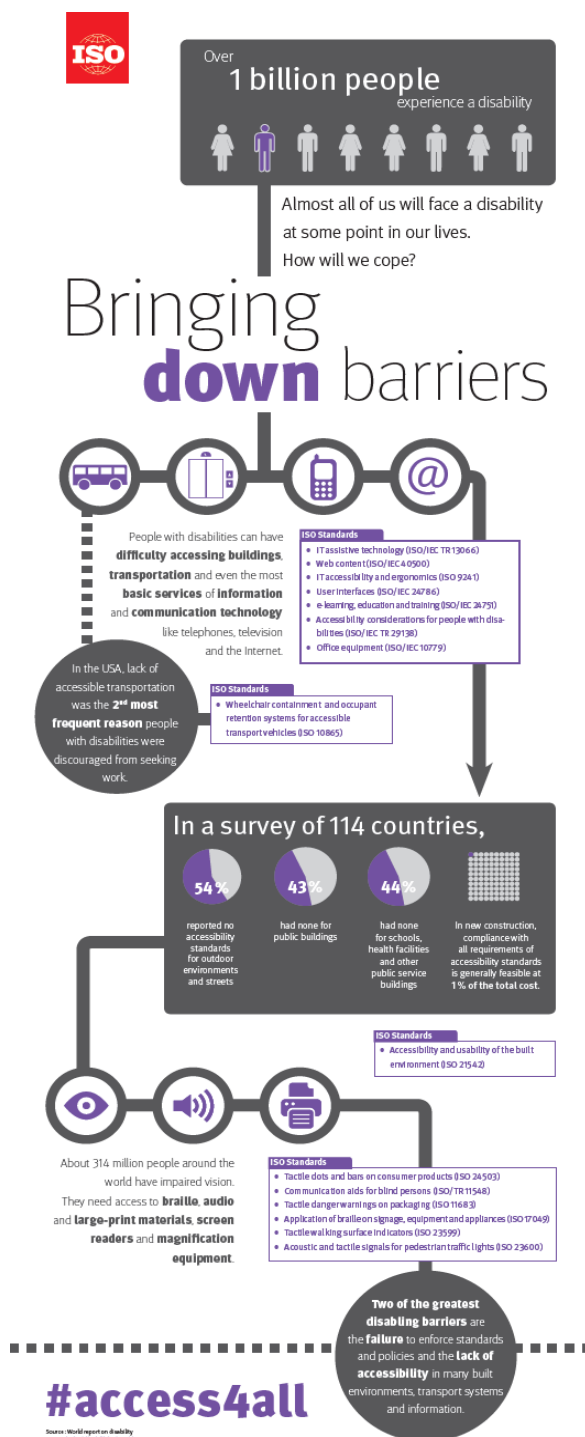 ISO
Over
1 billion people
experience a disability
Almost all of us will face a disability
at some point in our lives.
How will we cope?
Bringing
down barriers
@
People with disabilities can have
difficulty accessing buildings,
transportation and even the most
basic services of information
and communication technology
like telephones, television
and the Internet.
ISO Standards
• IT assistive technology (ISO/IEC TR 13066)
• Web content (ISO/IEC 40500)
• IT accessibility and ergonomics (ISO 9241)
• User interfaces (ISO/IEC 24786)
• e-learning, education and training (ISO/IEC 24751)
• Accessibility considerations for people with disa-
bilities (ISO/IEC TR 29138)
• Office equipment (ISO/IEC 10779)
In the USA, lack of
accessible transportation
was the 2nd most
frequent reason people
with disabilities were
discouraged from seeking
work.
ISO Standards
• Wheelchair containment and occupant
retention systems for accessible
transport vehicles (ISO 10865)
In a survey of 114 countries,
54%
reported no
accessibility
standards
for outdoor
environments
and streets
43%
had none for
public buildings
44%
had none
for schools,
health facilities
and other
public service
buildings
In new construction,
compliance with
all requirements of
accessibility standards
is generally feasible at
1% of the total cost.
ISO Standards
• Accessibility and usability of the built
environment (ISO 21542)
About 314 million people around the
world have impaired vision.
They need access to braille, audio
and large-print materials, screen
readers and magnification
equipment.
ISO Standards
• Tactile dots and bars on consumer products (ISO 24503)
• Communication aids for blind persons (ISO/TR 11548)
• Tactile danger warnings on packaging (ISO 11683)
• Application of braille on signage, equipment and appliances (ISO 17049)
• Tactile walking surface indicators (ISO 23599)
• Acoustic and tactile signals for pedestrian traffic lights (ISO 23600)
Two of the greatest
disabling barriers are
the failure to enforce standards
and policies and the lack of
accessibility in many built
environments, transport systems
and information.
#access4all
Source : World report on disability